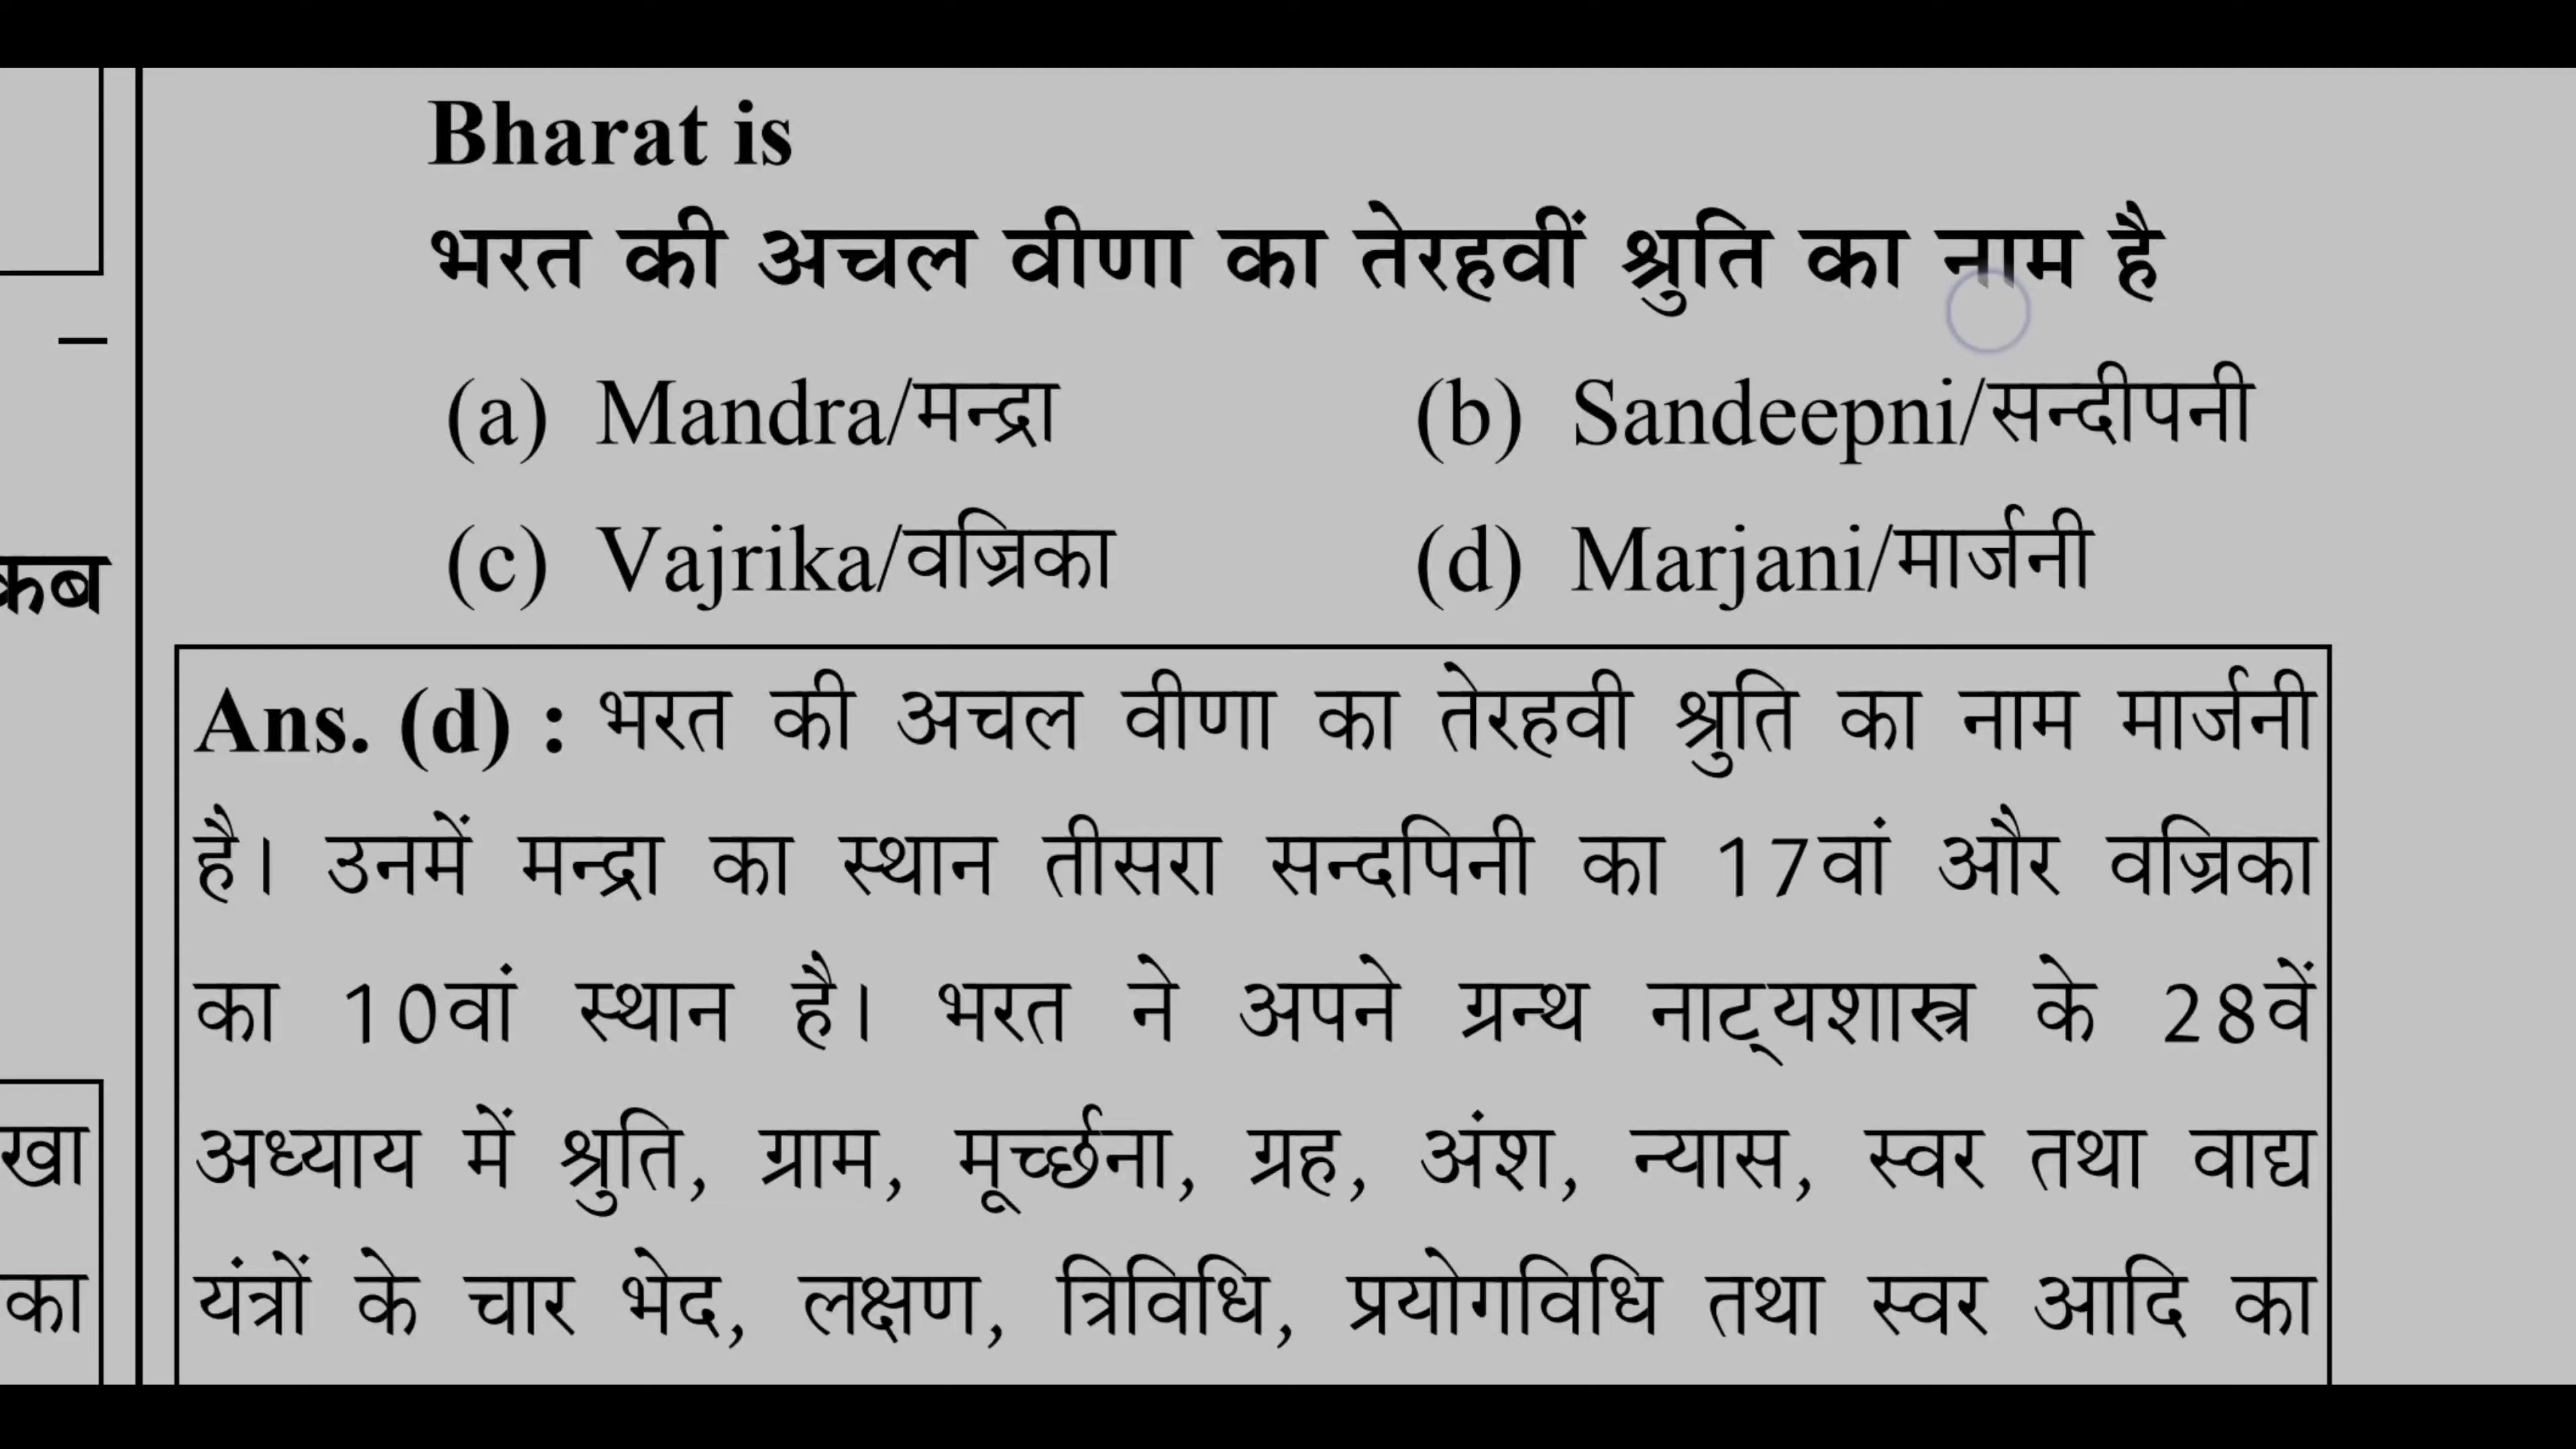 Bharat is
भरत की अचल वीणा का तेरहवीं श्रुति का नाम है
(a) Mandra/मन्द्रा (b) Sandeepni/सन्दीपनी
(c) Vajrika/वज्रिका (d) Marjani/मार्जनी
Ans. (d) : भरत की अचल वीणा का तेरहवी श्रुति का नाम मार्जनी
है। उनमें मन्द्रा का स्थान तीसरा सन्दपिनी का 17वां और वज्रिका
का 10वां स्थान है। भरत ने अपने ग्रन्थ नाट्यशास्त्र के 28वें
अध्याय में श्रुति, ग्राम, मूर्च्छना, ग्रह, अंश, न्यास, स्वर तथा वाद्य
यंत्रों के चार भेद, लक्षण, त्रिविधि, प्रयोगविधि तथा स्वर आदि का
–
कब
खा
का